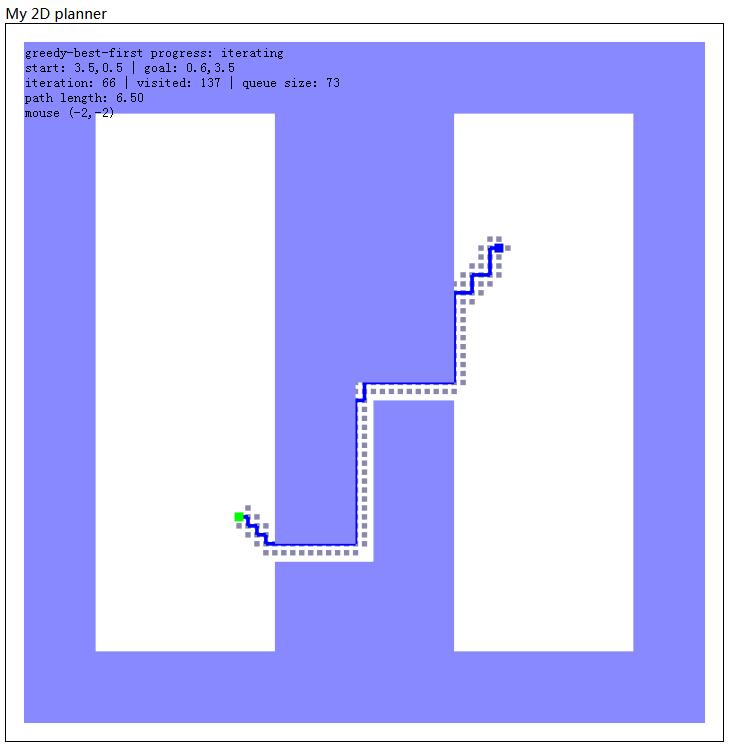 My 2D planner
greedy-best-first progress: iterating
start: 3.5,0.5 | goal: 0.6,3.5
iteration: 66 | visited: 137 | queue size: 73
path length: 6.50
mouse (-2,-2)